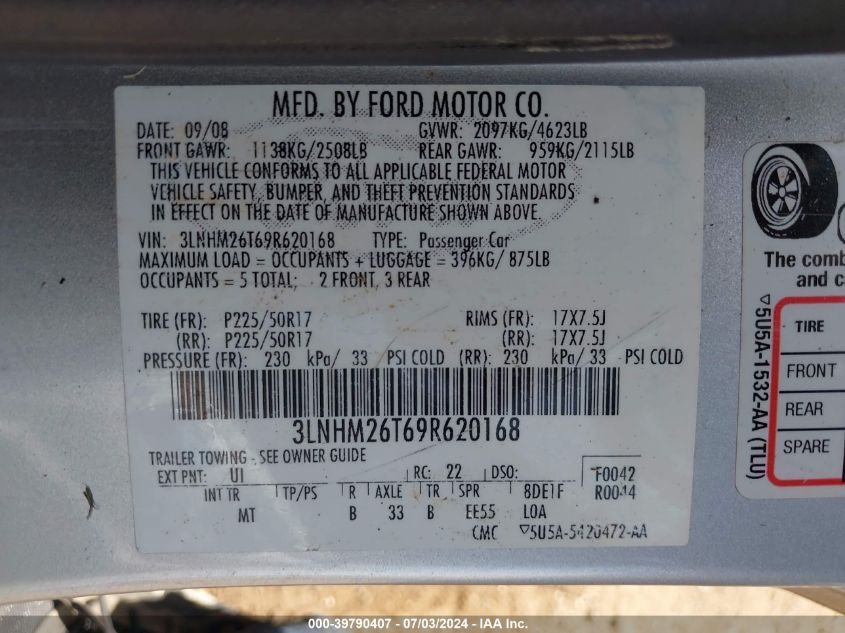 MFD. BY FORD MOTOR CO.
DATE: 09/08 GVWR: 2097KG/4623LB
FRONT GAWR: 1138KG/2508LB REAR GAWR: 959KG/2115LB
THIS VEHICLE CONFORMS TO ALL APPLICABLE FEDERAL MOTOR
VEHICLE SAFETY, BUMPER, AND THEFT PREVENTION STANDARDS
IN EFFECT ON THE DATE OF MANUFACTURE SHOWN ABOVE.
VIN: 3LNHM26T69R620168 TYPE: Passenger Car
MAXIMUM LOAD = OCCUPANTS + LUGGAGE = 396KG/ 875LB
OCCUPANTS = 5 TOTAL; 2 FRONT, 3 REAR
TIRE (FR): P225/50R17 RIMS (FR): 17X7.5J
(RR): P225/50R17 (RR): 17X7.5J
PRESSURE (FR): 230 kPa/ 33 PSI COLD (RR): 230 kPa/ 33 PSI COLD
3LNHM26T69R620168
TRAILER TOWING - SEE OWNER GUIDE
EXT PNT: UI RC: 22 DSO: F0042
INT TR TP/PS R AXLE TR SPR 8DE1F R0044
MT B 33 B EE55 LOA
CMC ▽5U5A-5420472-AA
The comb
and c
▽5U5A-1532-AA (TLU)
TIRE
FRONT
REAR
SPARE
000-39790407 - 07/03/2024 - IAA Inc.